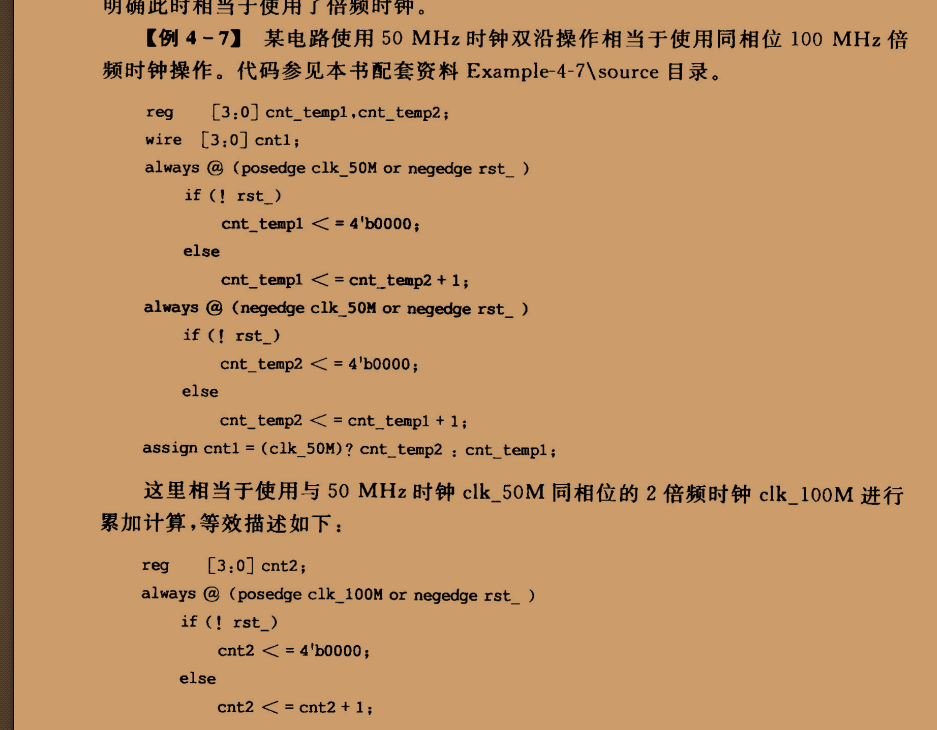 明确此时相当于使用了倍频时钟。
【例 4-7】 某电路使用 50 MHz 时钟双沿操作相当于使用同相位 100 MHz 倍
频时钟操作。代码参见本书配套资料 Example-4-7\source 目录。
reg [3:0] cnt_temp1,cnt_temp2;
wire [3:0] cnt1;
always @ (posedge clk_50M or negedge rst_ )
if (! rst_)
cnt_temp1 < = 4'b0000;
else
cnt_temp1 < = cnt_temp2 + 1;
always @ (negedge clk_50M or negedge rst_ )
if (! rst_)
cnt_temp2 < = 4'b0000;
else
cnt_temp2 < = cnt_temp1 + 1;
assign cnt1 = (clk_50M)? cnt_temp2 : cnt_temp1;
这里相当于使用与 50 MHz 时钟 clk_50M 同相位的 2 倍频时钟 clk_100M 进行
累加计算,等效描述如下:
reg [3:0] cnt2;
always @ (posedge clk_100M or negedge rst_ )
if (! rst_)
cnt2 < = 4'b0000;
else
cnt2 < = cnt2 + 1;